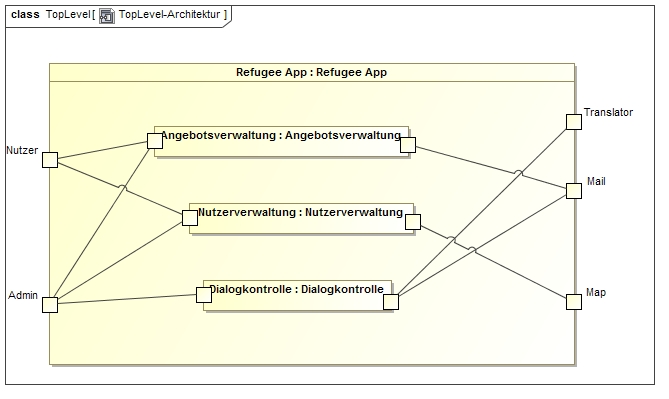 class TopLevel[ TopLevel-Architektur ]
Refugee App : Refugee App
Translator
Angebotsverwaltung : Angebotsverwaltung
Nutzer
Mail
Nutzerverwaltung : Nutzerverwaltung
Dialogkontrolle : Dialogkontrolle
Admin
Map